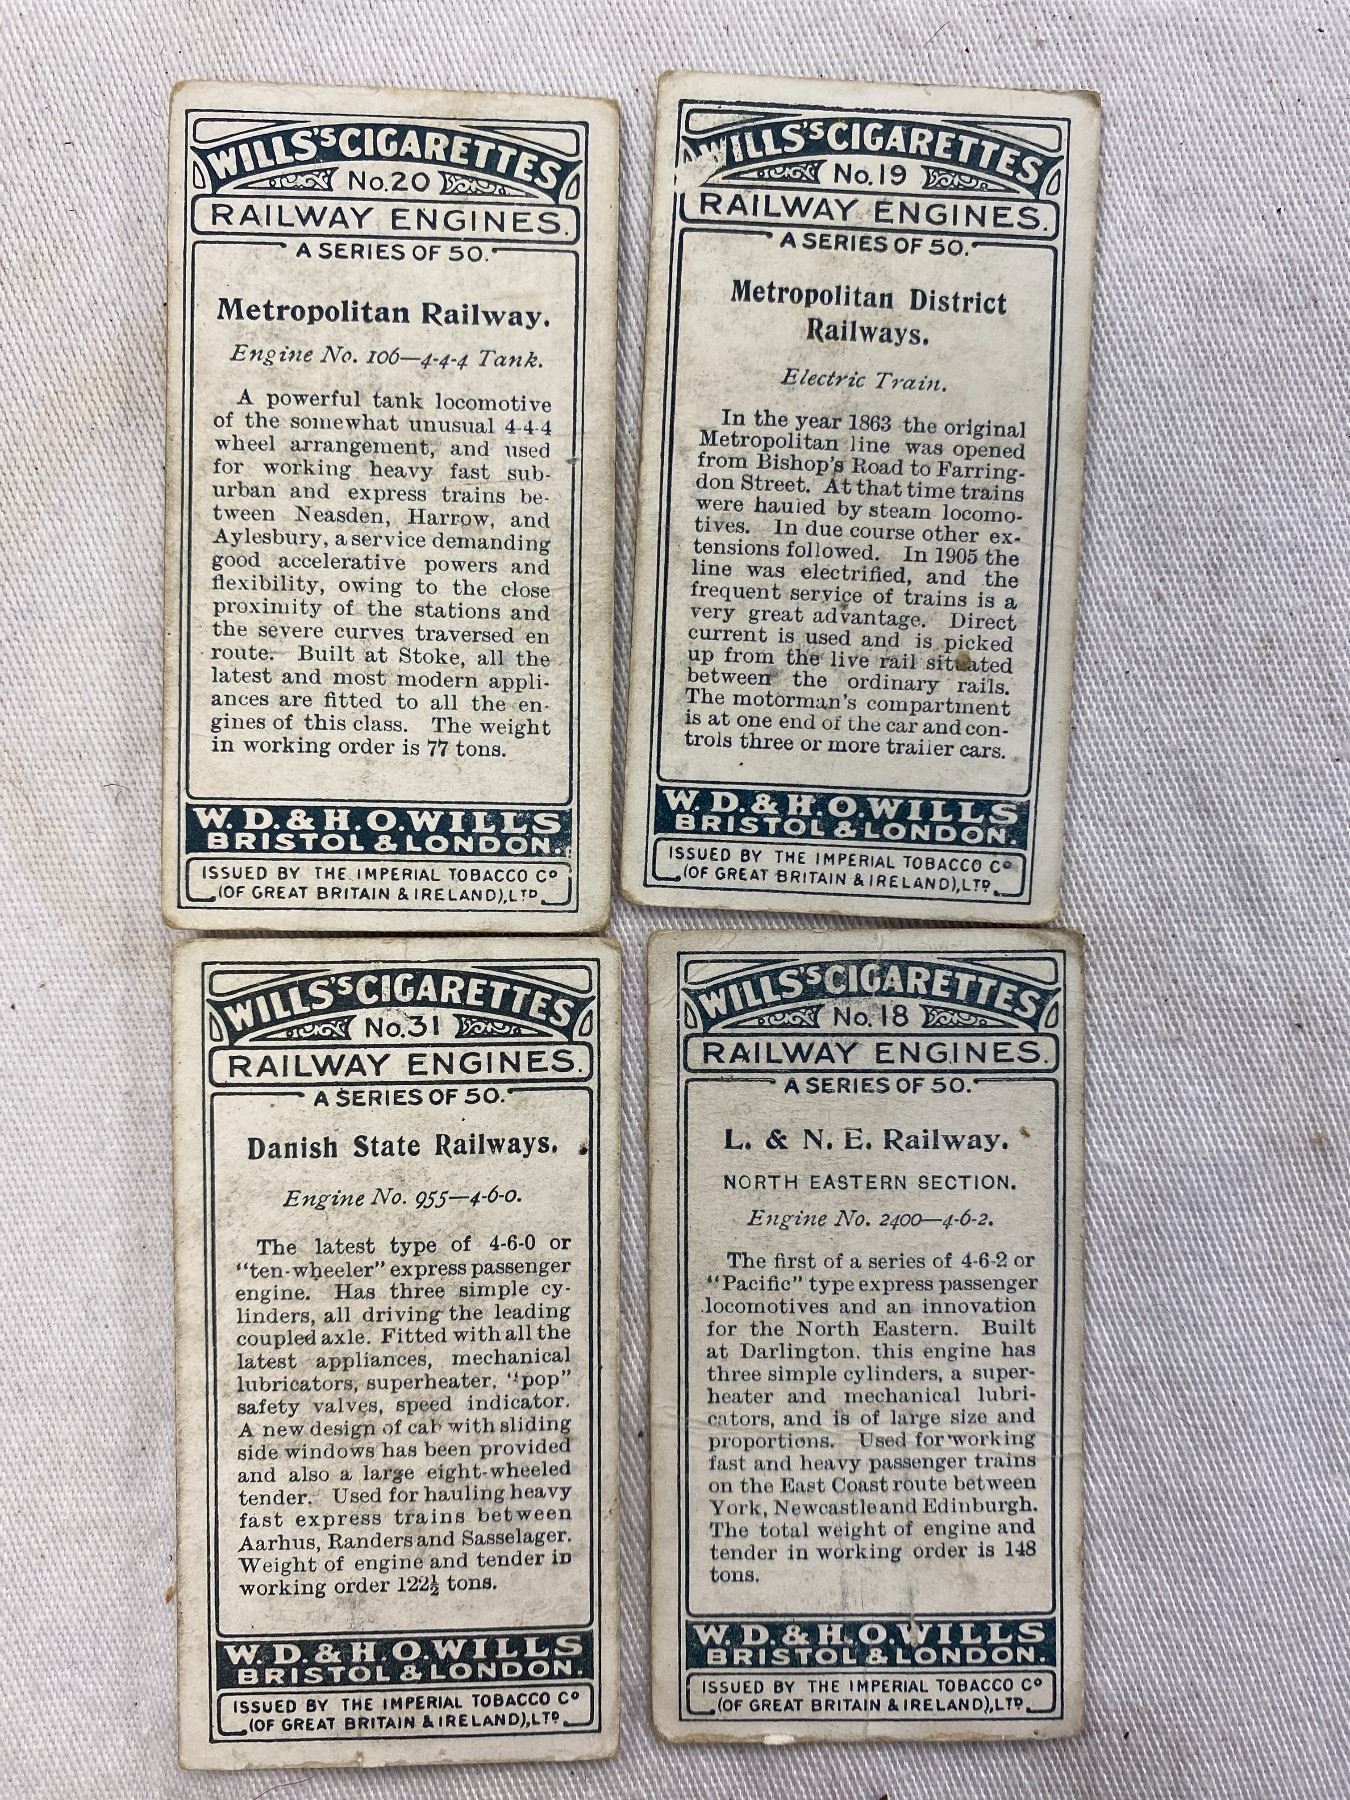 WILLS'S CIGARETTES
No.20
RAILWAY ENGINES.
A SERIES OF 50.
Metropolitan Railway.
Engine No. 106—4-4-4 Tank.
A powerful tank locomotive
of the somewhat unusual 4-4-4
wheel arrangement, and used
for working heavy fast sub-
urban and express trains be-
tween Neasden, Harrow, and
Aylesbury, a service demanding
good accelerative powers and
flexibility, owing to the close
proximity of the stations and
the severe curves traversed en
route. Built at Stoke, all the
latest and most modern appli-
ances are fitted to all the en-
gines of this class. The weight
in working order is 77 tons.
W. D. & H. O. WILLS
BRISTOL & LONDON.
ISSUED BY THE IMPERIAL TOBACCO Co
(OF GREAT BRITAIN & IRELAND), LTD
WILLS'S CIGARETTES
No.19
RAILWAY ENGINES.
A SERIES OF 50.
Metropolitan District
Railways.
Electric Train.
In the year 1863 the original
Metropolitan line was opened
from Bishop's Road to Farring-
don Street. At that time trains
were hauled by steam locomo-
tives. In due course other ex-
tensions followed. In 1905 the
line was electrified, and the
frequent service of trains is a
very great advantage. Direct
current is used and is picked
up from the live rail situated
between the ordinary rails.
The motorman's compartment
is at one end of the car and con-
trols three or more trailer cars.
W. D. & H. O. WILLS
BRISTOL & LONDON.
ISSUED BY THE IMPERIAL TOBACCO Co
(OF GREAT BRITAIN & IRELAND), LTD.
WILLS'S CIGARETTES
No.31
RAILWAY ENGINES.
A SERIES OF 50.
Danish State Railways.
Engine No. 955—4-6-0.
The latest type of 4-6-0 or
"ten-wheeler" express passenger
engine. Has three simple cy-
linders, all driving the leading
coupled axle. Fitted with all the
latest appliances, mechanical
lubricators, superheater, "pop"
safety valves, speed indicator.
A new design of cab with sliding
side windows has been provided
and also a large eight-wheeled
tender. Used for hauling heavy
fast express trains between
Aarhus, Randers and Sasselager.
Weight of engine and tender in
working order 122½ tons.
W. D. & H. O. WILLS
BRISTOL & LONDON.
ISSUED BY THE IMPERIAL TOBACCO Co
(OF GREAT BRITAIN & IRELAND), LTD.
WILLS'S CIGARETTES
No.18
RAILWAY ENGINES.
A SERIES OF 50.
L. & N. E. Railway.
NORTH EASTERN SECTION.
Engine No. 2400—4-6-2.
The first of a series of 4-6-2 or
"Pacific" type express passenger
locomotives and an innovation
for the North Eastern. Built
at Darlington, this engine has
three simple cylinders, a super-
heater and mechanical lubri-
cators, and is of large size and
proportions. Used for working
fast and heavy passenger trains
on the East Coast route between
York, Newcastle and Edinburgh.
The total weight of engine and
tender in working order is 148
tons.
W. D. & H. O. WILLS
BRISTOL & LONDON.
ISSUED BY THE IMPERIAL TOBACCO Co
(OF GREAT BRITAIN & IRELAND), LTD.